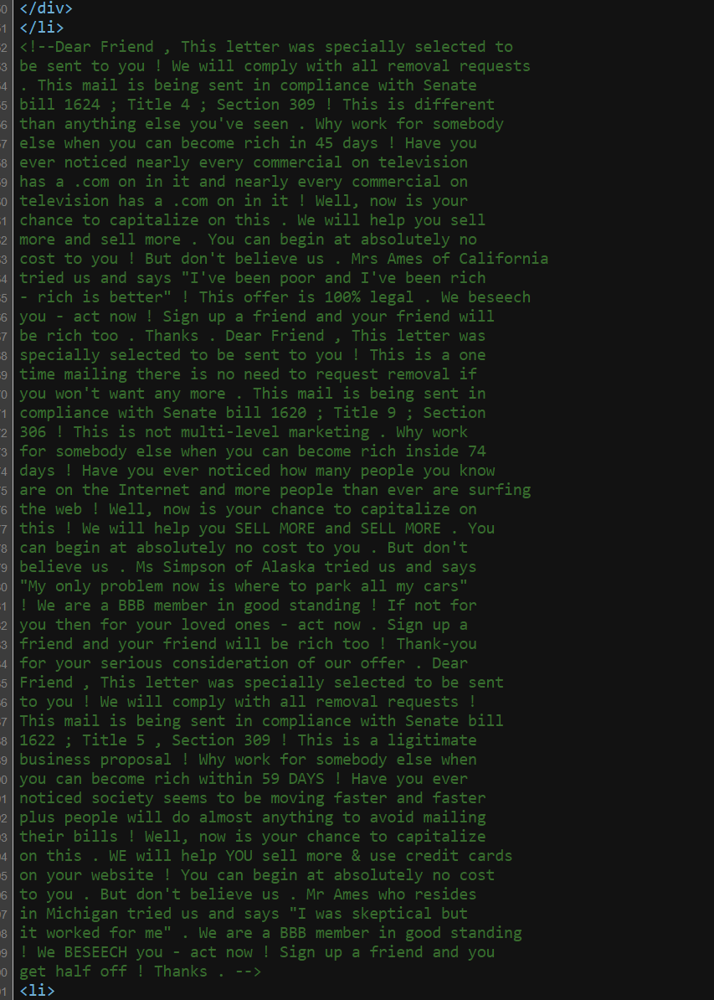 </div>
</li>
<!--Dear Friend , This letter was specially selected to
be sent to you ! We will comply with all removal requests
. This mail is being sent in compliance with Senate
bill 1624 ; Title 4 ; Section 309 ! This is different
than anything else you've seen . Why work for somebody
else when you can become rich in 45 days ! Have you
ever noticed nearly every commercial on television
has a .com on in it and nearly every commercial on
television has a .com on in it ! Well, now is your
chance to capitalize on this . We will help you sell
more and sell more . You can begin at absolutely no
cost to you ! But don't believe us . Mrs Ames of California
tried us and says "I've been poor and I've been rich
- rich is better" ! This offer is 100% legal . We beseech
you - act now ! Sign up a friend and your friend will
be rich too . Thanks . Dear Friend , This letter was
specially selected to be sent to you ! This is a one
time mailing there is no need to request removal if
you won't want any more . This mail is being sent in
compliance with Senate bill 1620 ; Title 9 ; Section
306 ! This is not multi-level marketing . Why work
for somebody else when you can become rich inside 74
days ! Have you ever noticed how many people you know
are on the Internet and more people than ever are surfing
the web ! Well, now is your chance to capitalize on
this ! We will help you SELL MORE and SELL MORE . You
can begin at absolutely no cost to you . But don't
believe us . Ms Simpson of Alaska tried us and says
"My only problem now is where to park all my cars"
! We are a BBB member in good standing ! If not for
you then for your loved ones - act now . Sign up a
friend and your friend will be rich too ! Thank-you
for your serious consideration of our offer . Dear
Friend , This letter was specially selected to be sent
to you ! We will comply with all removal requests !
This mail is being sent in compliance with Senate bill
1622 ; Title 5 , Section 309 ! This is a ligitimate
business proposal ! Why work for somebody else when
you can become rich within 59 DAYS ! Have you ever
noticed society seems to be moving faster and faster
plus people will do almost anything to avoid mailing
their bills ! Well, now is your chance to capitalize
on this . WE will help YOU sell more & use credit cards
on your website ! You can begin at absolutely no cost
to you . But don't believe us . Mr Ames who resides
in Michigan tried us and says "I was skeptical but
it worked for me" . We are a BBB member in good standing
! We BESEECH you - act now ! Sign up a friend and you
get half off ! Thanks . -->
<li>